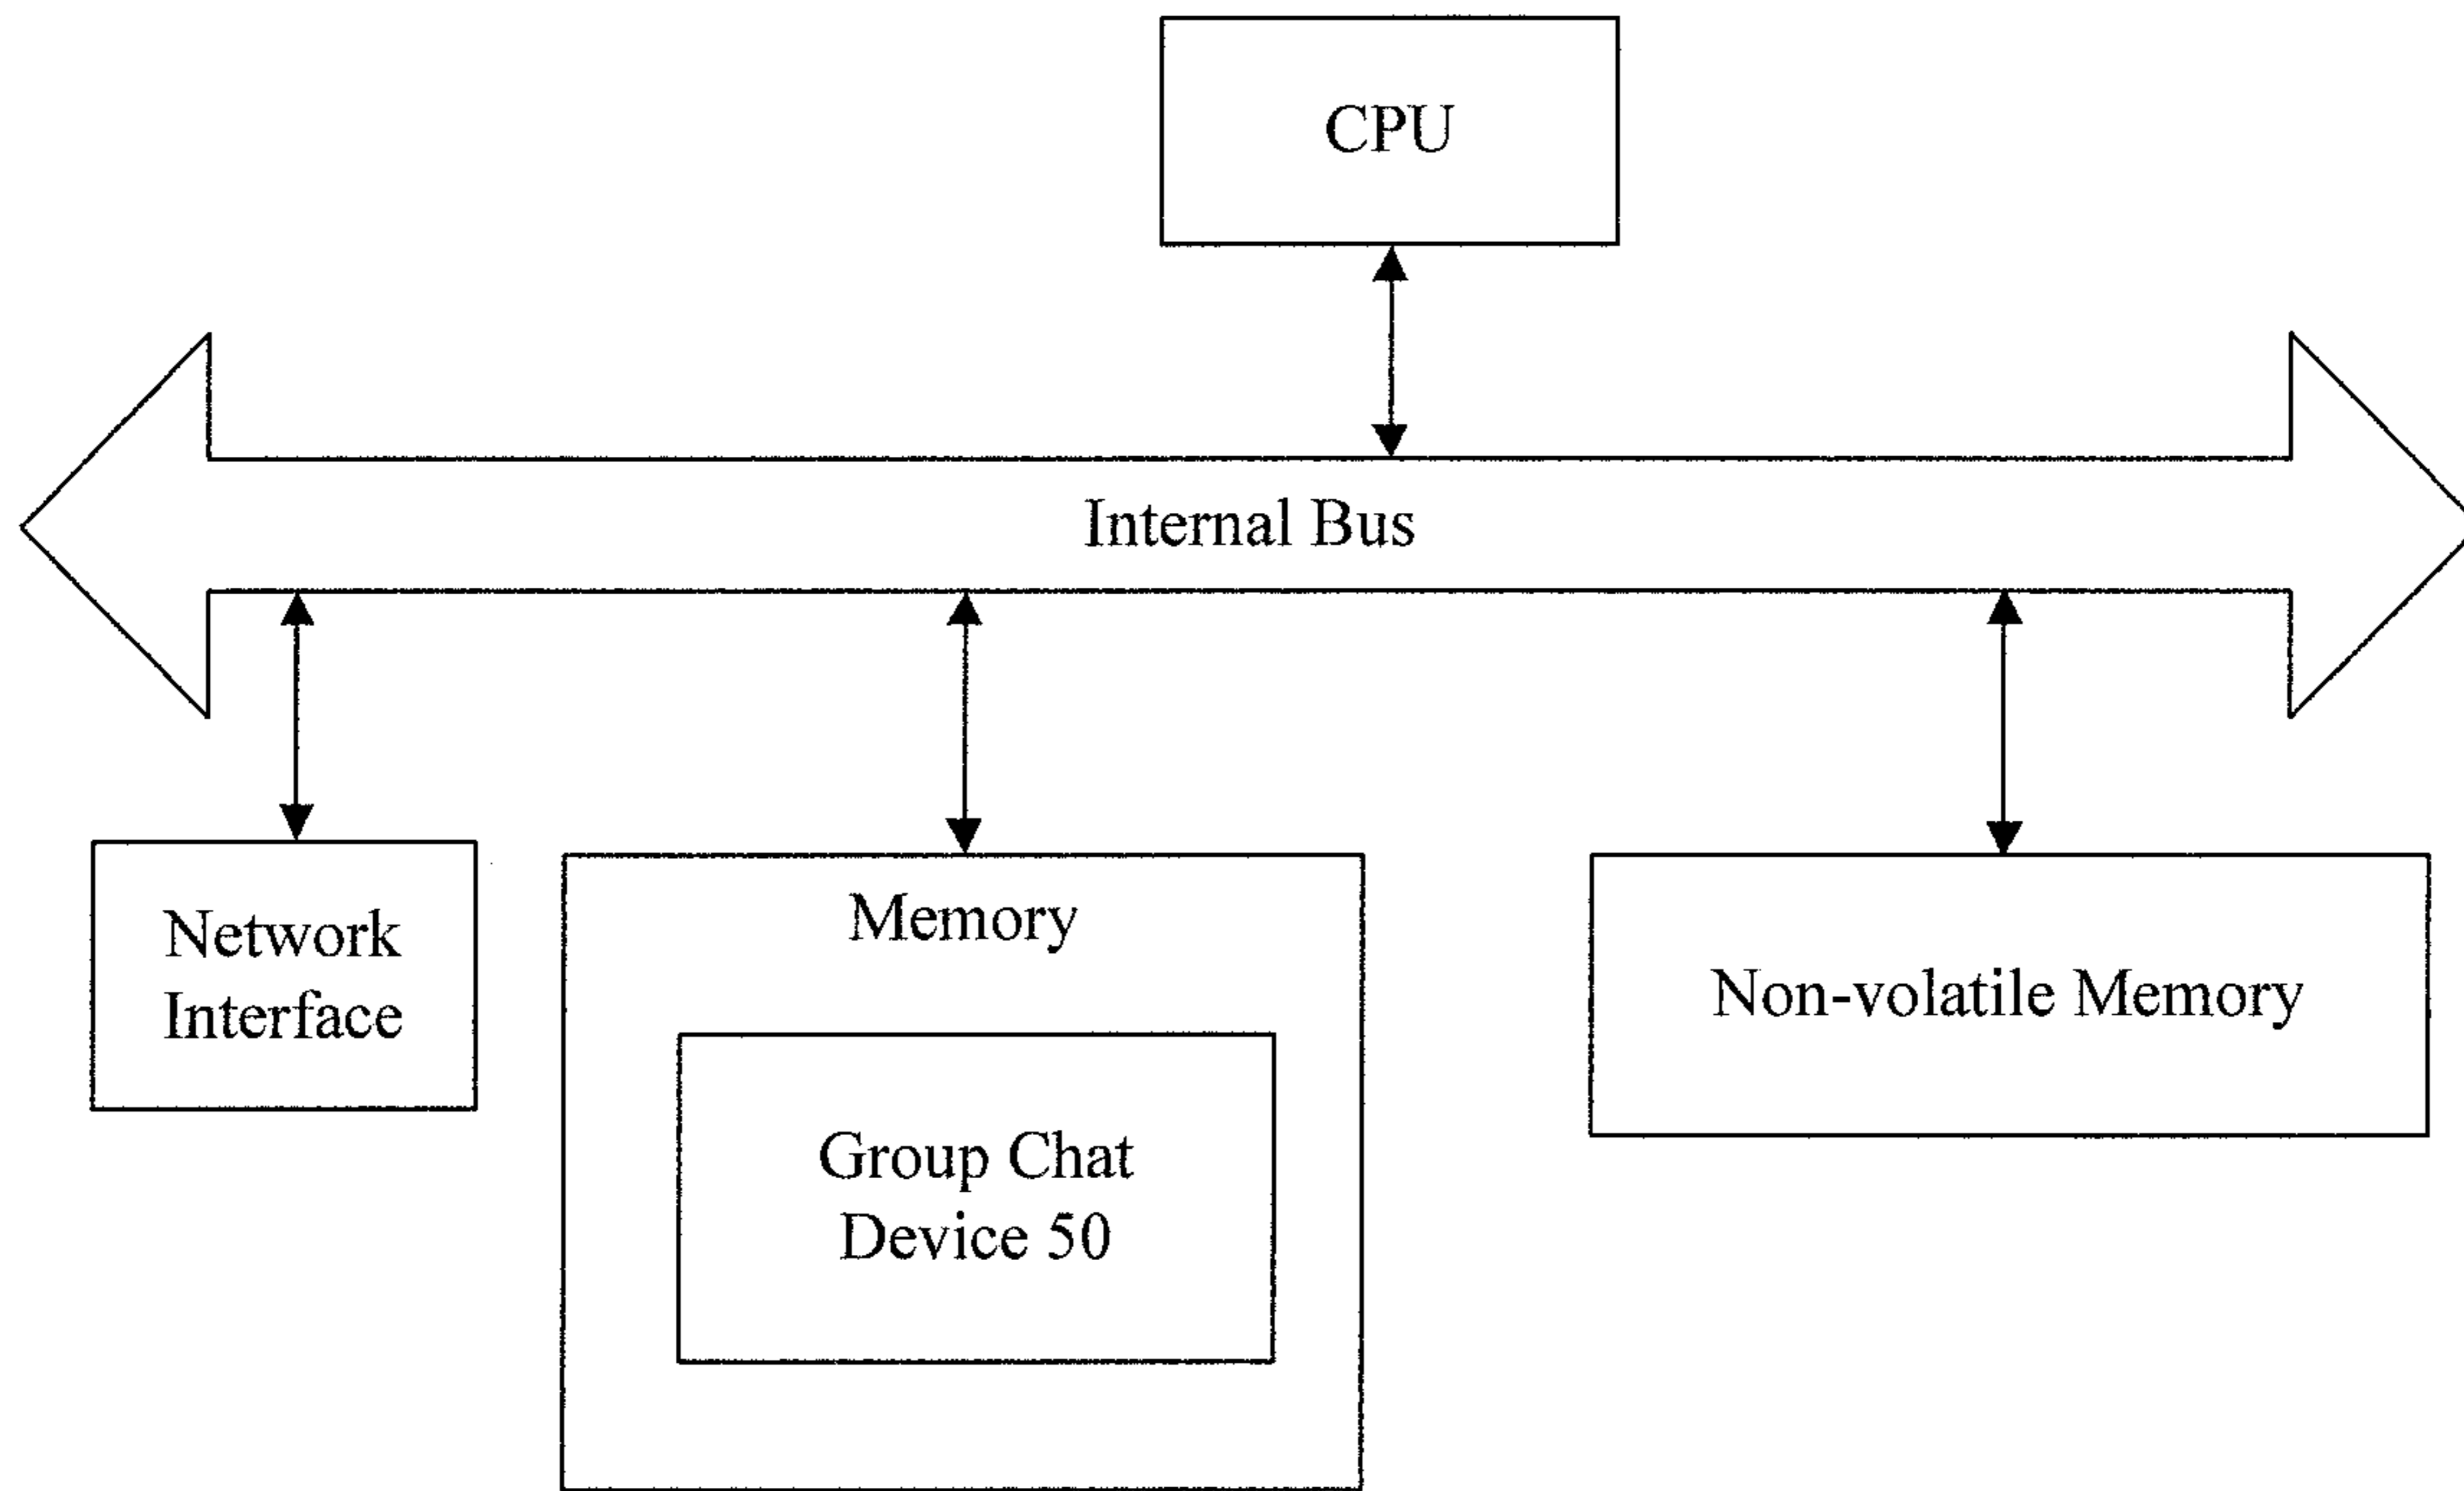 CPU
Internal Bus
Network
Interface
Memory
Group Chat
Device 50
Non-volatile Memory